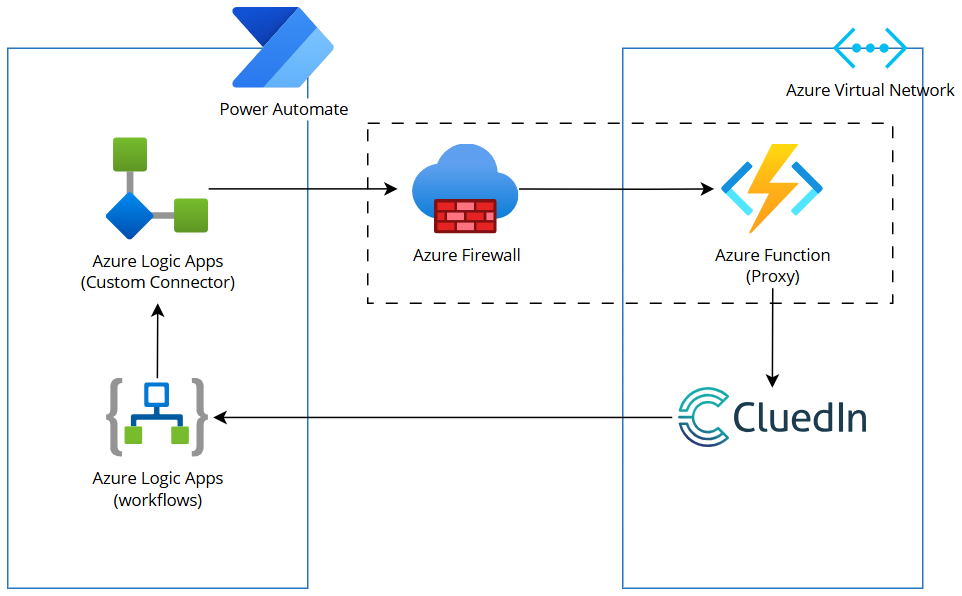 Power Automate
Azure Virtual Network
Azure Logic Apps
(Custom Connector)
Azure Firewall
Azure Function
(Proxy)
CluedIn
Azure Logic Apps
(workflows)